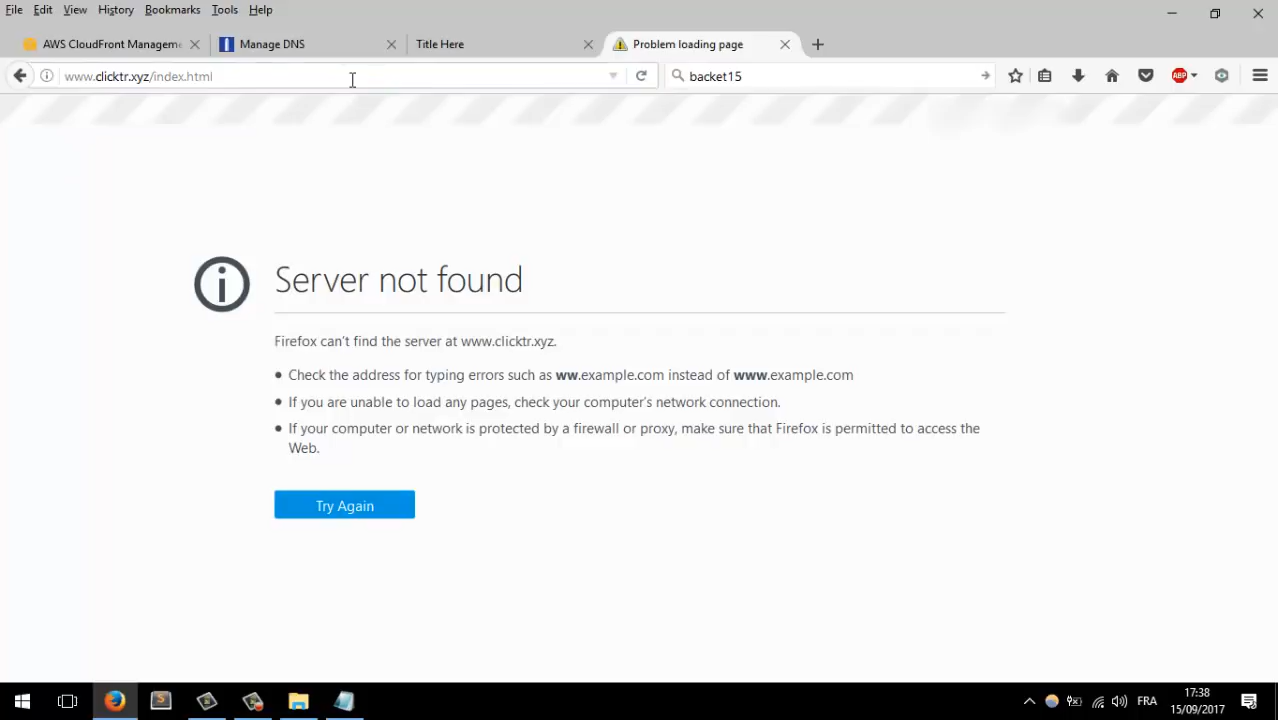 File Edit View History Bookmarks Tools Help
AWS CloudFront Managem
Manage DNS
Title Here
Problem loading page
www.clicktr.xyz/index.html
backet15
ABP
Server not found
Firefox can't find the server at www.clicktr.xyz.
Check the address for typing errors such as ww.example.com instead of www.example.com
If you are unable to load any pages, check your computer's network connection.
If your computer or network is protected by a firewall or proxy, make sure that Firefox is permitted to access the
Web.
Try Again
FRA
17:38
15/09/2017